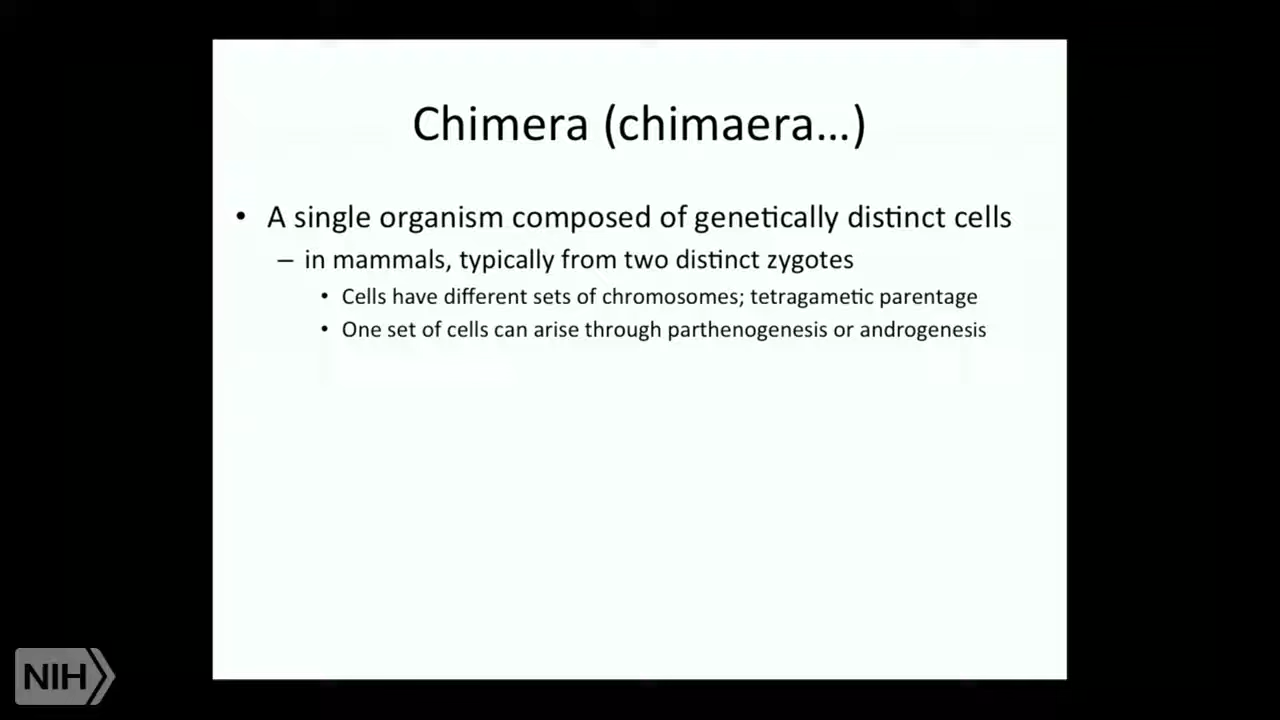 Chimera (chimaera…)
• A single organism composed of genetically distinct cells
– in mammals, typically from two distinct zygotes
• Cells have different sets of chromosomes; tetragametic parentage
• One set of cells can arise through parthenogenesis or androgenesis
NIH